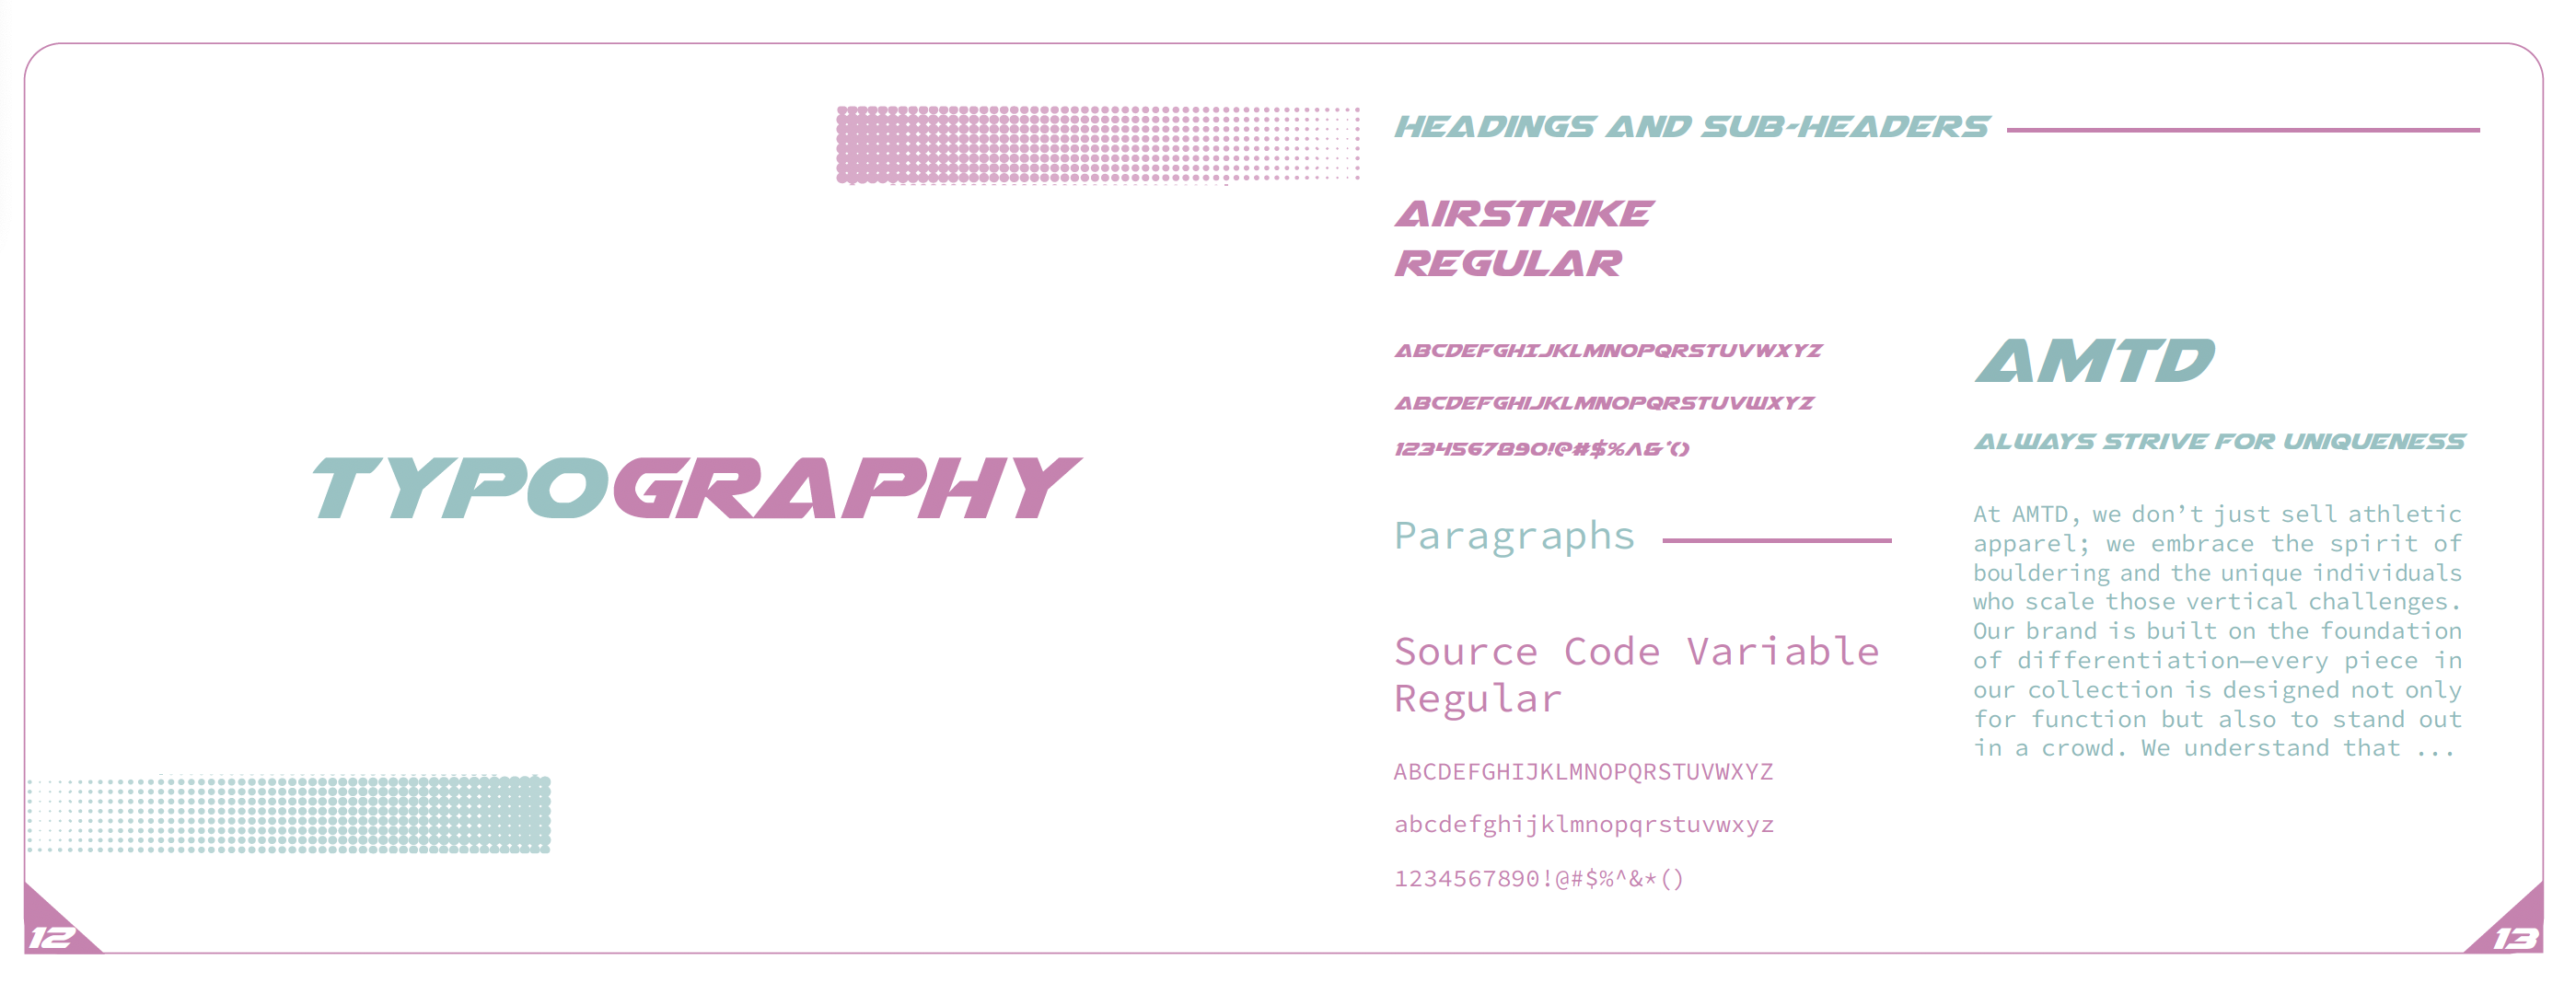 TYPOGRAPHY
12
HEADINGS AND SUB-HEADERS
AIRSTRIKE
REGULAR
ABCDEFGHIJKLMNOPQRSTUVWXYZ
ABCDEFGHIJKLMNOPQRSTUVWXYZ
1234567890!@#$%^&*()
Paragraphs
Source Code Variable
Regular
ABCDEFGHIJKLMNOPQRSTUVWXYZ
abcdefghijklmnopqrstuvwxyz
1234567890!@#$%^&*()
AMTD
ALWAYS STRIVE FOR UNIQUENESS
At AMTD, we don’t just sell athletic
apparel; we embrace the spirit of
bouldering and the unique individuals
who scale those vertical challenges.
Our brand is built on the foundation
of differentiation—every piece in
our collection is designed not only
for function but also to stand out
in a crowd. We understand that ...
13